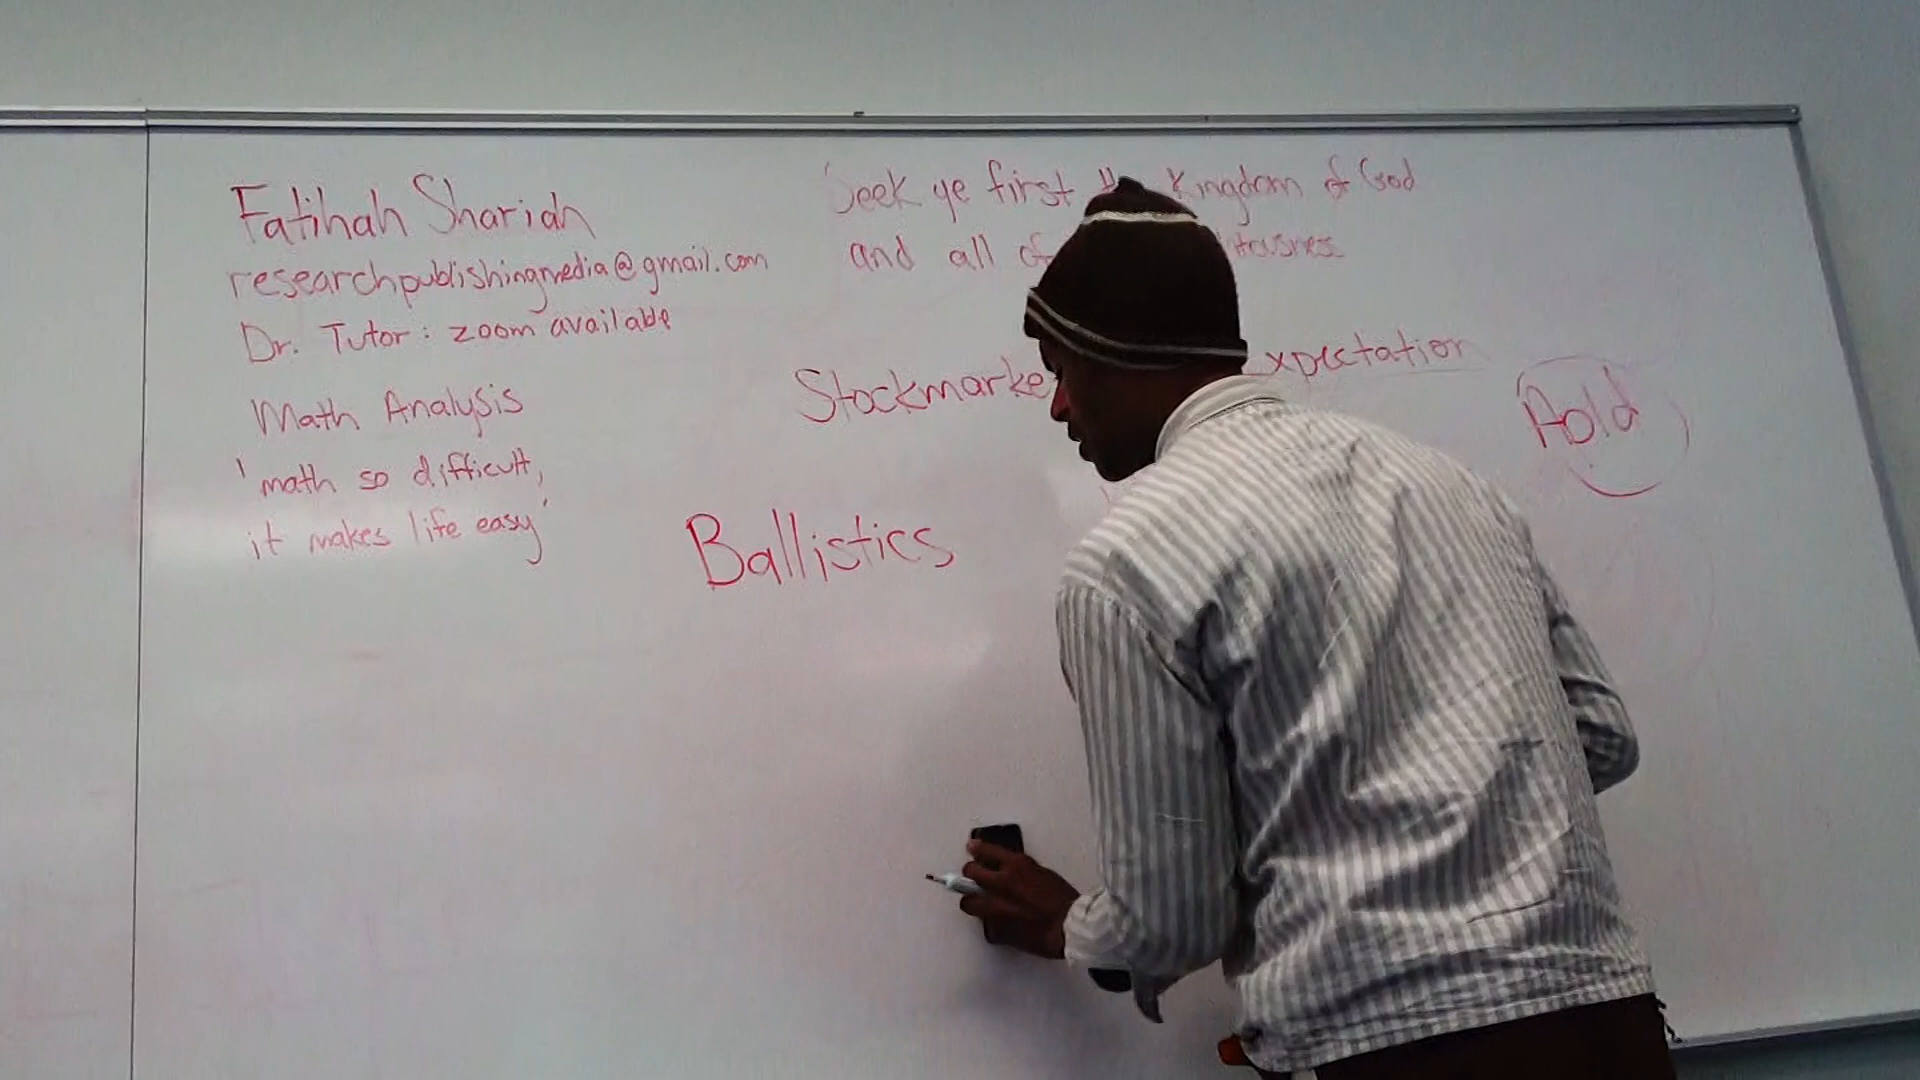 Fatihah Shariah
researchpublishingmedia@gmail.com
Dr. Tutor: zoom available
Math Analysis
'math so difficult,
it makes life easy'
Seek ye first Kingdom of God
and all of
Stockmarke xpectation
Ballistics